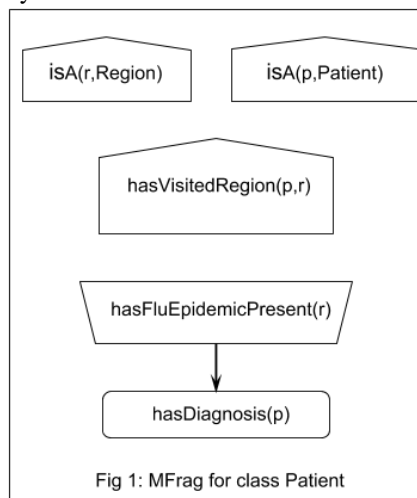 isA(r,Region)
isA(p,Patient)
hasVisitedRegion(p,r)
hasFluEpidemicPresent(r)
hasDiagnosis(p)
Fig 1: MFrag for class Patient